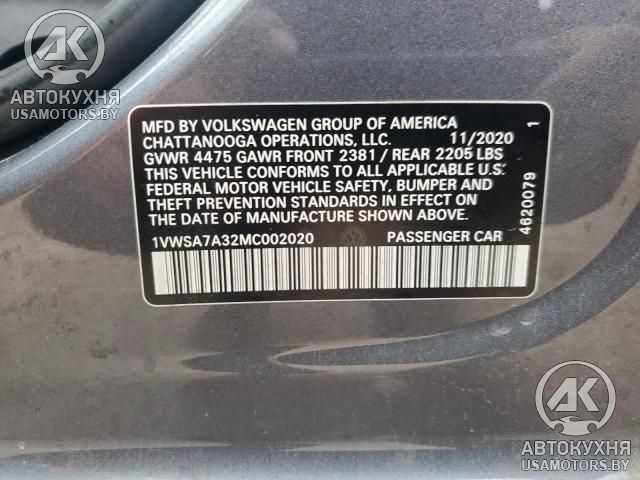 AK
АВТОКУХНЯ
USAMOTORS.BY
MFD BY VOLKSWAGEN GROUP OF AMERICA
CHATTANOOGA OPERATIONS, LLC. 11/2020
GVWR 4475 GAWR FRONT 2381 / REAR 2205 LBS
THIS VEHICLE CONFORMS TO ALL APPLICABLE U.S.
FEDERAL MOTOR VEHICLE SAFETY, BUMPER AND
THEFT PREVENTION STANDARDS IN EFFECT ON
THE DATE OF MANUFACTURE SHOWN ABOVE.
1VWSA7A32MC002020 PASSENGER CAR
4620079 1
AK
АВТОКУХНЯ
USAMOTORS.BY